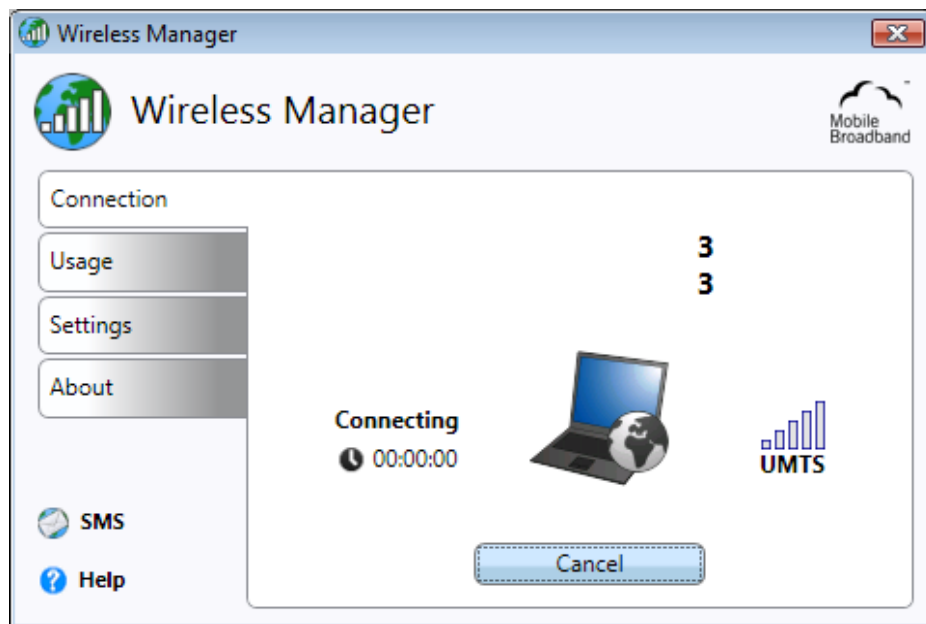 Wireless Manager
Wireless Manager
Mobile
Broadband
Connection
Usage
Settings
About
3
3
Connecting
00:00:00
UMTS
SMS
Help
Cancel